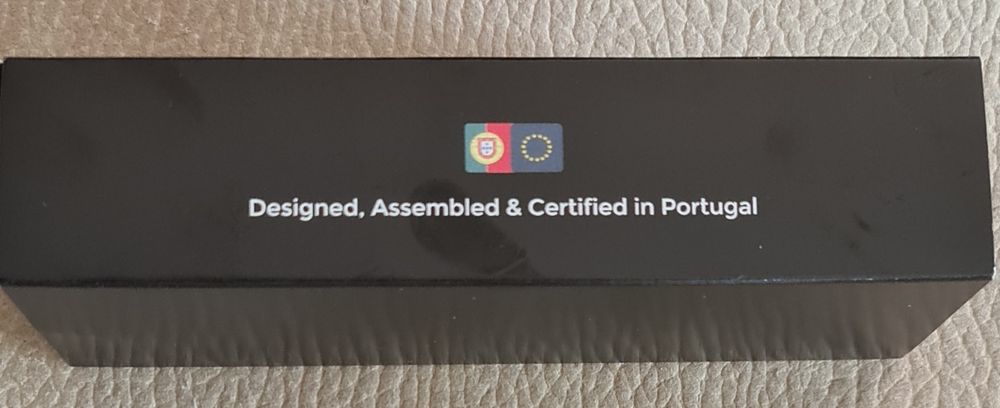 Designed, Assembled & Certified in Portugal